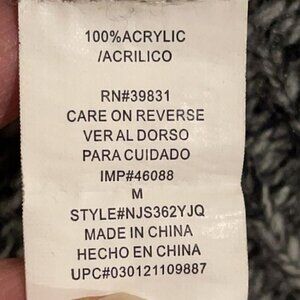 100%ACRYLIC
/ACRILICO
RN#39831
CARE ON REVERSE
VER AL DORSO
PARA CUIDADO
IMP#46088
M
STYLE#NJS362YJQ
MADE IN CHINA
HECHO EN CHINA
UPC#030121109887